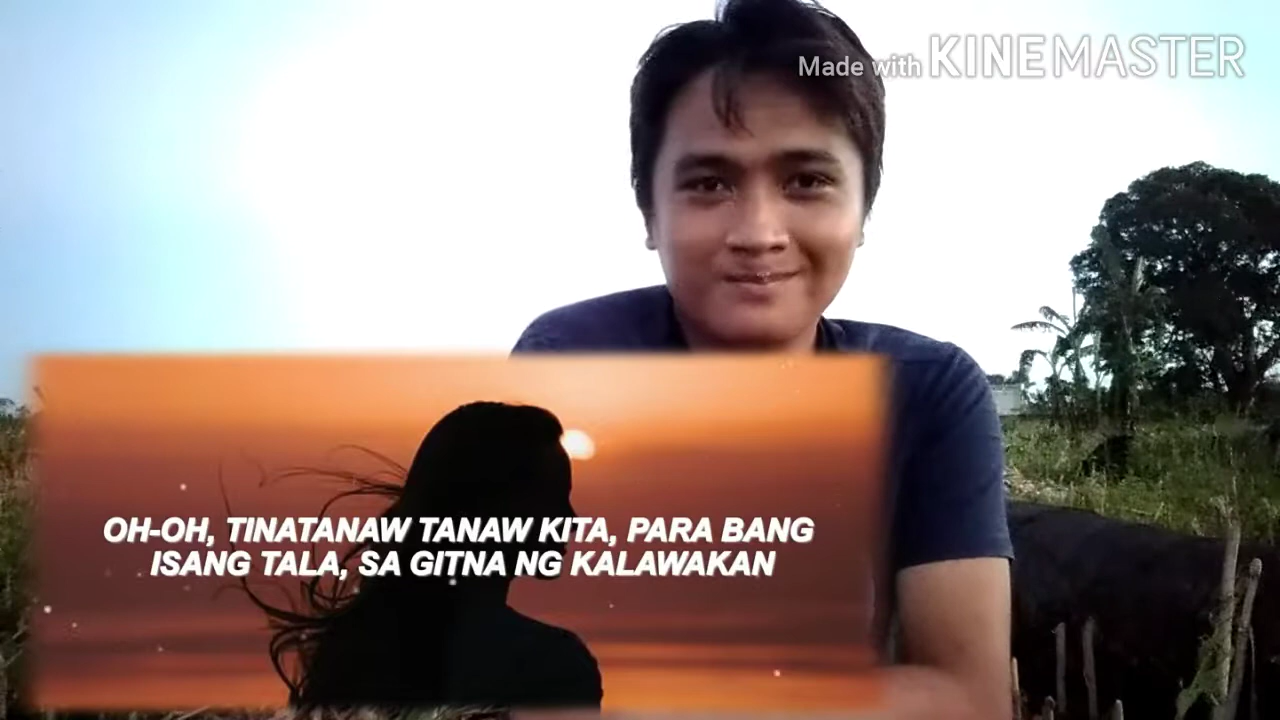 Made with KINEMASTER
OH-OH, TINATANAW TANAW KITA, PARA BANG
ISANG TALA, SA GITNA NG KALAWAKAN